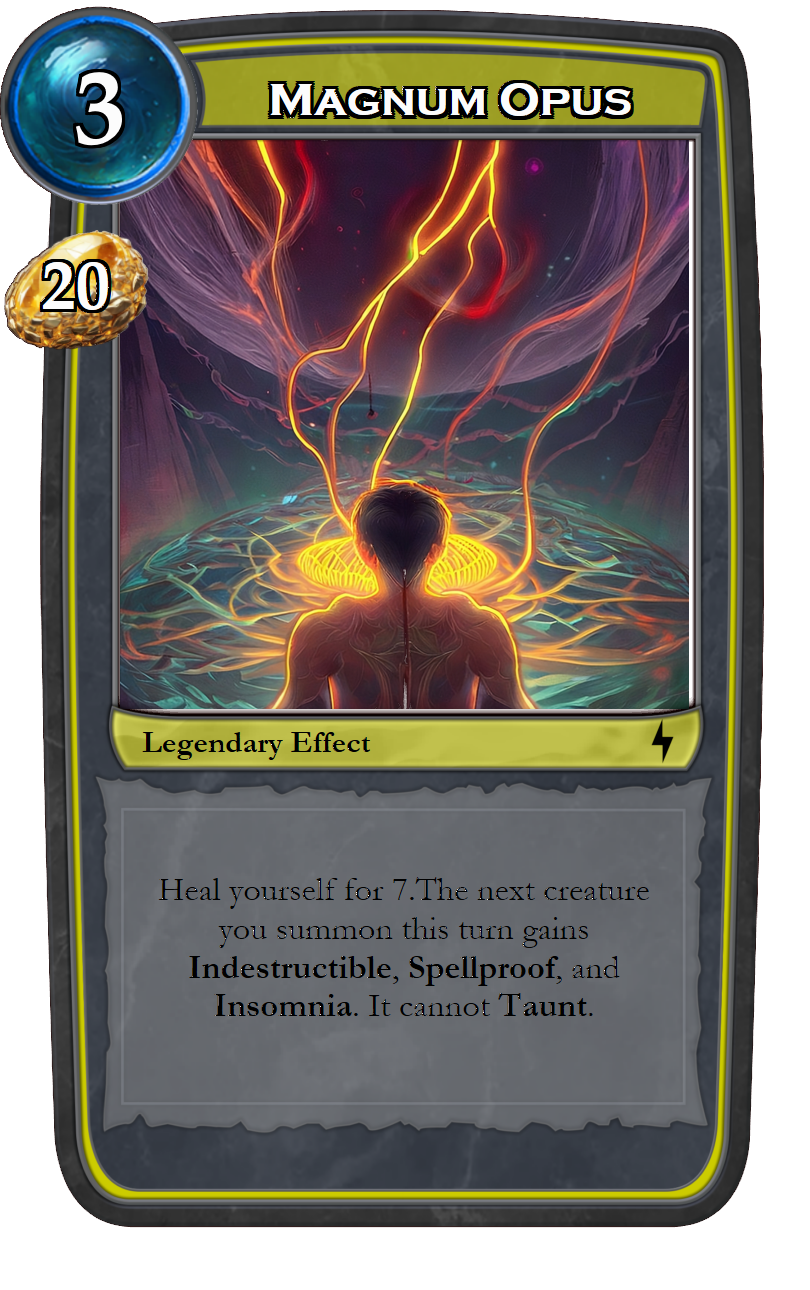 3
Magnum Opus
20
Legendary Effect
Heal yourself for 7.The next creature
you summon this turn gains
Indestructible, Spellproof, and
Insomnia. It cannot Taunt.